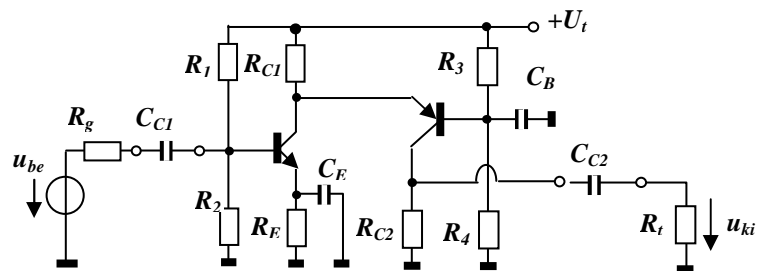 +U_t
R_1
R_C1
R_3
C_B
R_g
C_C1
u_be
C_E
C_C2
R_2
R_E
R_C2
R_4
R_t
u_ki